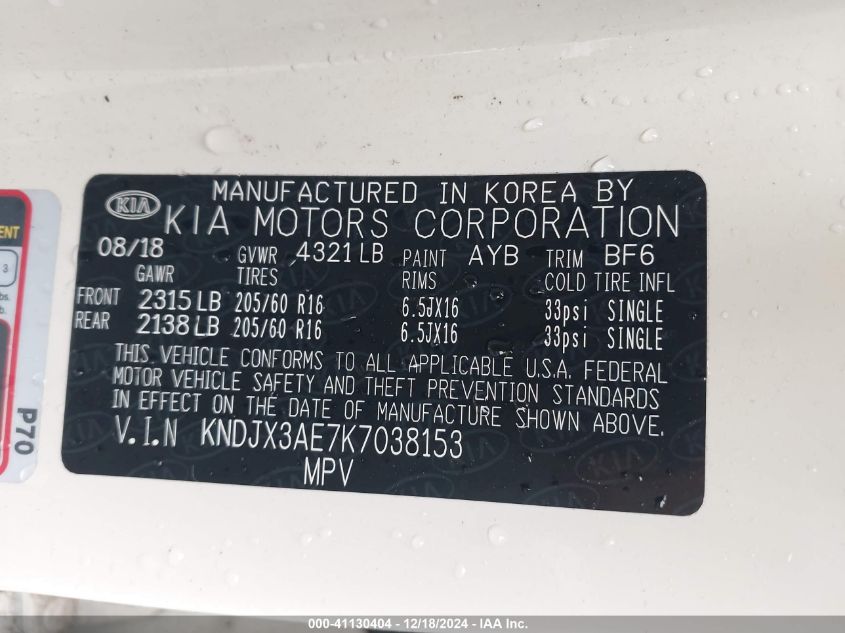 MANUFACTURED IN KOREA BY
KIA KIA MOTORS CORPORATION
08/18 GVWR 4321 LB PAINT AYB TRIM BF6
GAWR TIRES RIMS COLD TIRE INFL
FRONT 2315 LB 205/60 R16 6.5JX16 33psi SINGLE
REAR 2138 LB 205/60 R16 6.5JX16 33psi SINGLE
THIS VEHICLE CONFORMS TO ALL APPLICABLE U.S.A. FEDERAL
MOTOR VEHICLE SAFETY AND THEFT PREVENTION STANDARDS
IN EFFECT ON THE DATE OF MANUFACTURE SHOWN ABOVE.
V.I.N KNDJX3AE7K7038153
MPV
3
P70
000-41130404 / 12/18/2024 - IAA Inc.